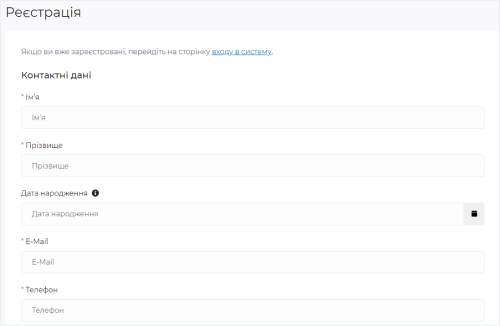 Реєстрація
Якщо ви вже зареєстровані, перейдіть на сторінку входу в систему.
Контактні дані
* Ім'я
Ім'я
* Прізвище
Прізвище
Дата народження
Дата народження
* E-Mail
E-Mail
* Телефон
Телефон